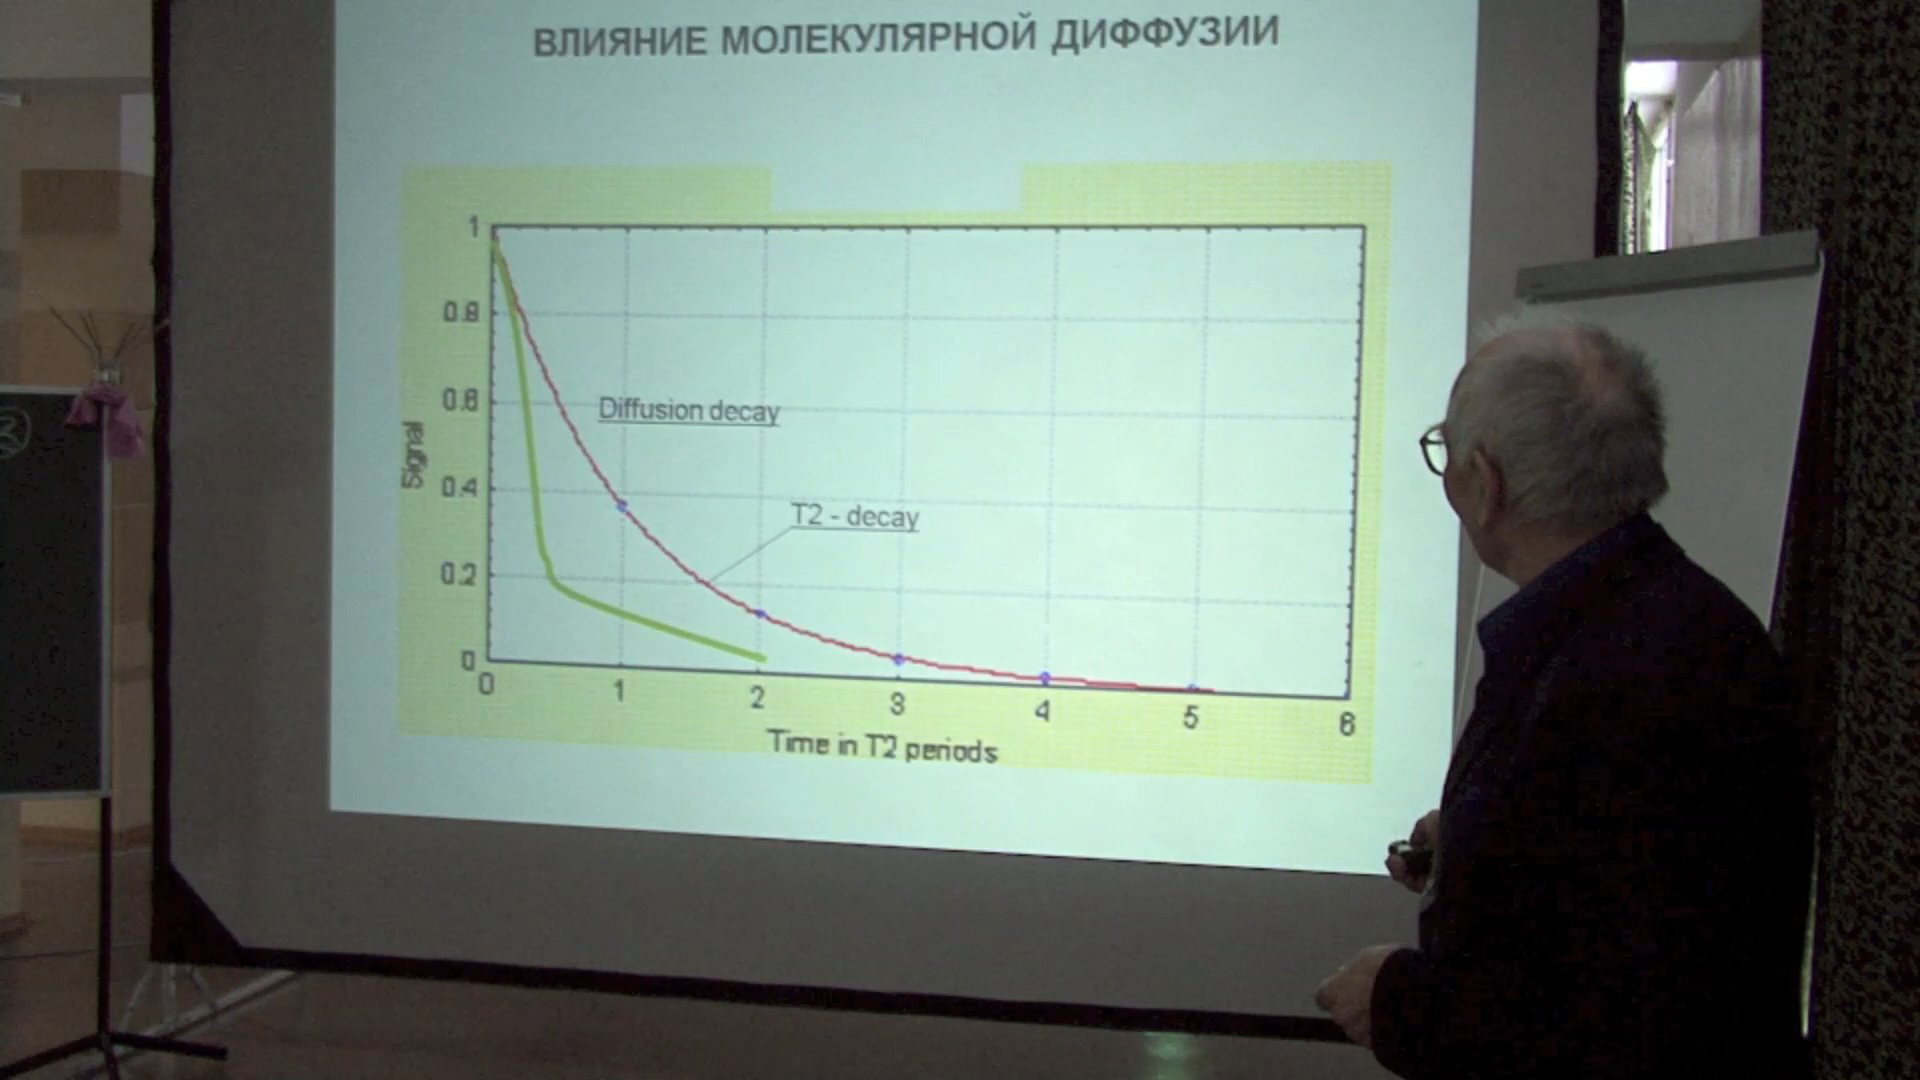 ВЛИЯНИЕ МОЛЕКУЛЯРНОЙ ДИФФУЗИИ
1
0.8
0.6
0.4
0.2
0
Signal
Diffusion decay
T2 - decay
0 1 2 3 4 5 6
Time in T2 periods